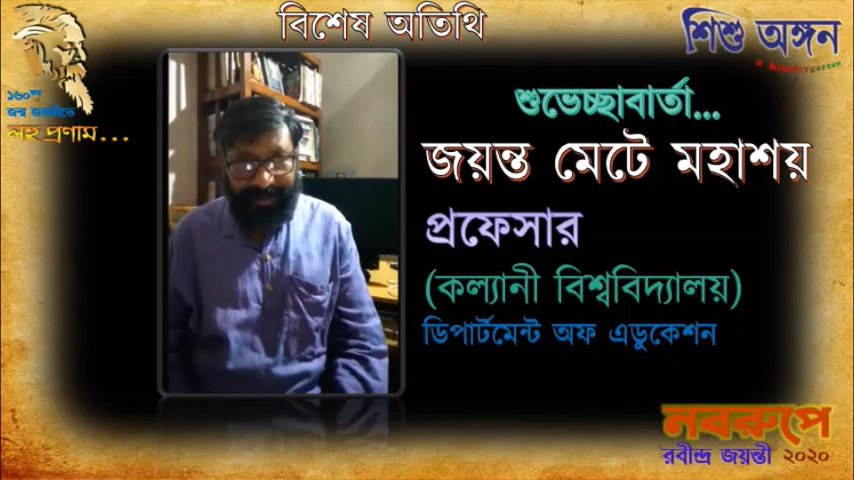 বিশেষ অতিথি
শিশু অঙ্গন
a Kindergarten
১৬০তম
জন্ম জয়ন্তীতে
লহ প্রণাম...
শুভেচ্ছাবার্তা...
জয়ন্ত মেটে মহাশয়
প্রফেসার
(কল্যানী বিশ্ববিদ্যালয়)
ডিপার্টমেন্ট অফ এডুকেশন
নবরুপে
রবীন্দ্র জয়ন্তী ২০২০